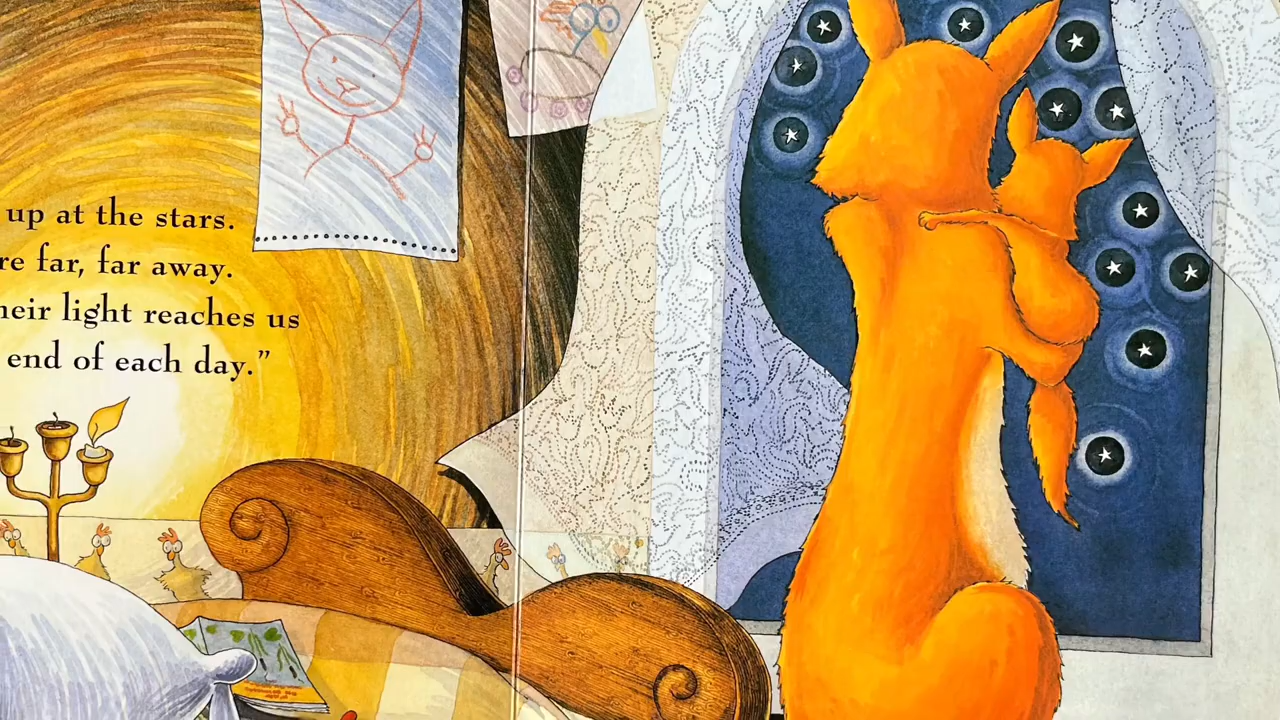 up at the stars.
re far, far away.
heir light reaches us
end of each day.”